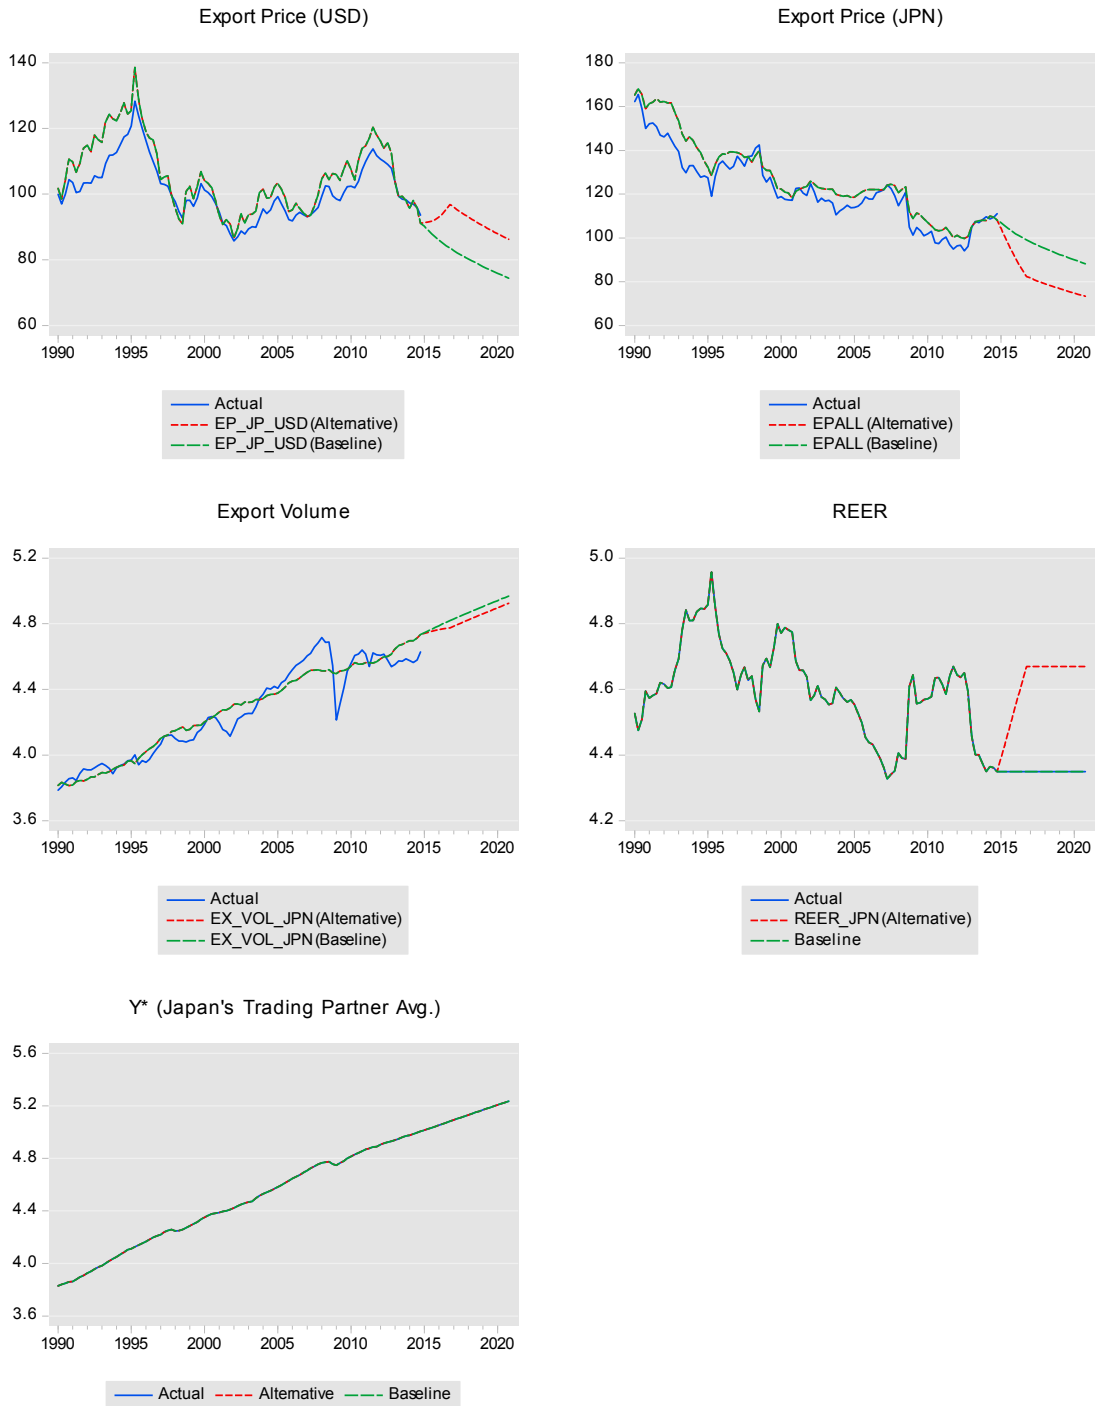 Export Price (USD)
140
120
100
80
60
1990 1995 2000 2005 2010 2015 2020
Actual
EP_JP_USD (Alternative)
EP_JP_USD (Baseline)
Export Price (JPN)
180
160
140
120
100
80
60
1990 1995 2000 2005 2010 2015 2020
Actual
EPALL (Alternative)
EPALL (Baseline)
Export Volume
5.2
4.8
4.4
4.0
3.6
1990 1995 2000 2005 2010 2015 2020
Actual
EX_VOL_JPN (Alternative)
EX_VOL_JPN (Baseline)
REER
5.0
4.8
4.6
4.4
4.2
1990 1995 2000 2005 2010 2015 2020
Actual
REER_JPN (Alternative)
Baseline
Y* (Japan's Trading Partner Avg.)
5.6
5.2
4.8
4.4
4.0
3.6
1990 1995 2000 2005 2010 2015 2020
Actual Alternative Baseline